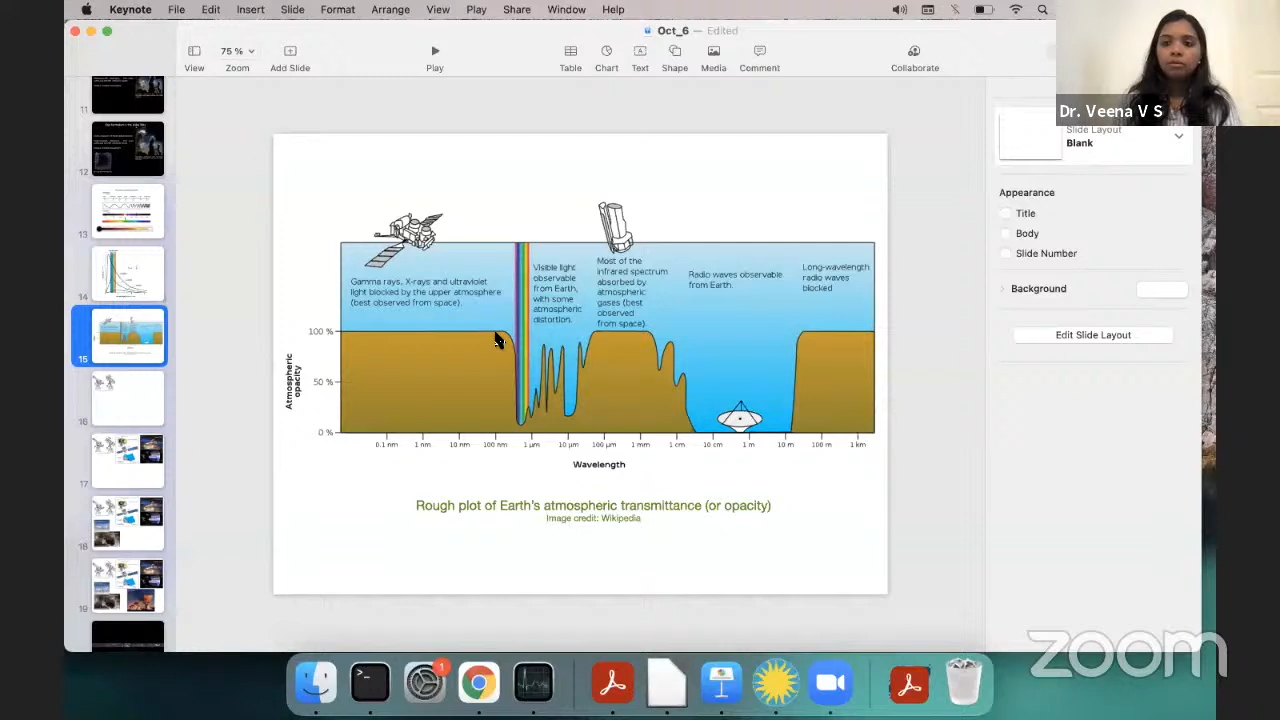 Keynote File Edit Insert Slide Format Arrange View Play Share Window Help
Oct_6 — Edited
75 %
View Zoom Add Slide Play Table Chart Text Shape Media Comment Collaborate
Dr. Veena V S
Slide Layout
Blank
Appearance
Title
Body
Slide Number
Background
Edit Slide Layout
11
12
13
14
15
16
17
18
19
Gamma rays, X-rays and ultraviolet
light blocked by the upper atmosphere
(best observed from space).
Visible light
observable
from Earth,
with some
atmospheric
distortion.
Most of the
infrared spectrum
absorbed by
atmospheric
gases (best
observed
from space).
Radio waves observable
from Earth.
Long-wavelength
radio waves
blocked
Atmospheric
opacity
100 %
50 %
0 %
0.1 nm 1 nm 10 nm 100 nm 1 μm 10 μm 100 μm 1 mm 1 cm 10 cm 1 m 10 m 100 m 1 km
Wavelength
Rough plot of Earth's atmospheric transmittance (or opacity)
Image credit: Wikipedia
1
zoom